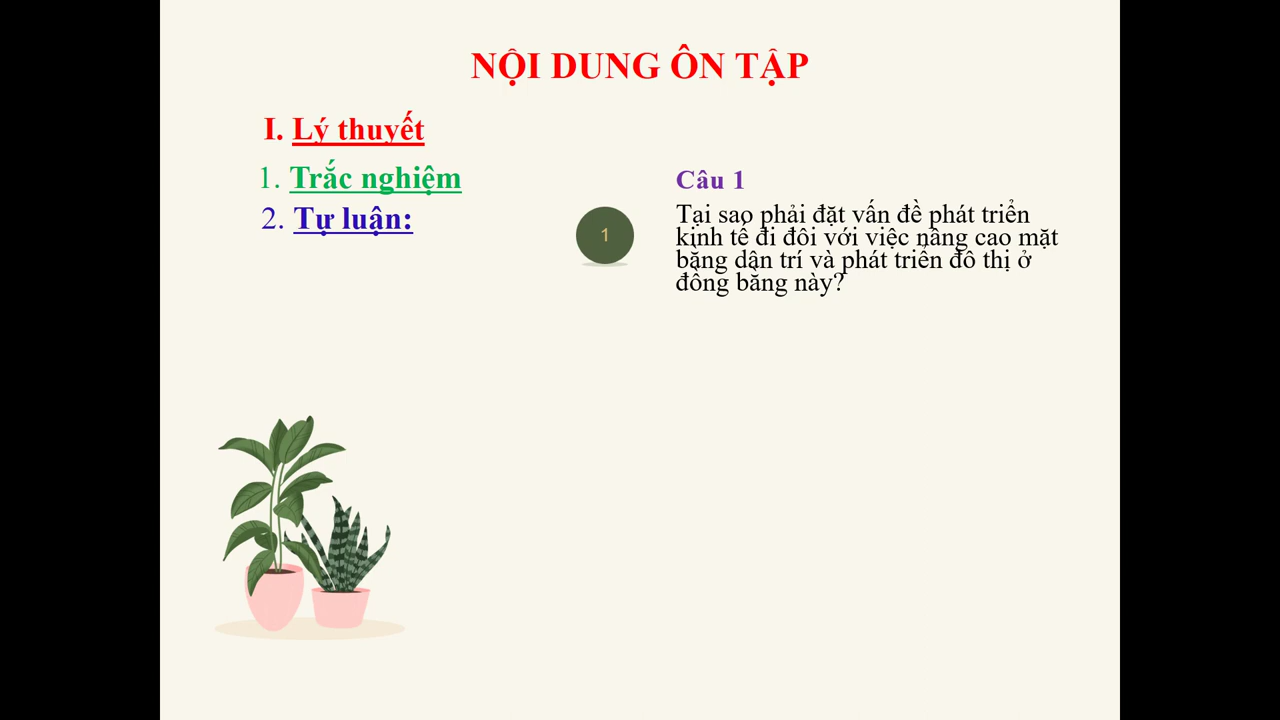 NỘI DUNG ÔN TẬP
I. Lý thuyết
1. Trắc nghiệm
2. Tự luận:
Câu 1
1
Tại sao phải đặt vấn đề phát triển
kinh tế đi đôi với việc nâng cao mặt
bằng dân trí và phát triển đô thị ở
đồng bằng này?